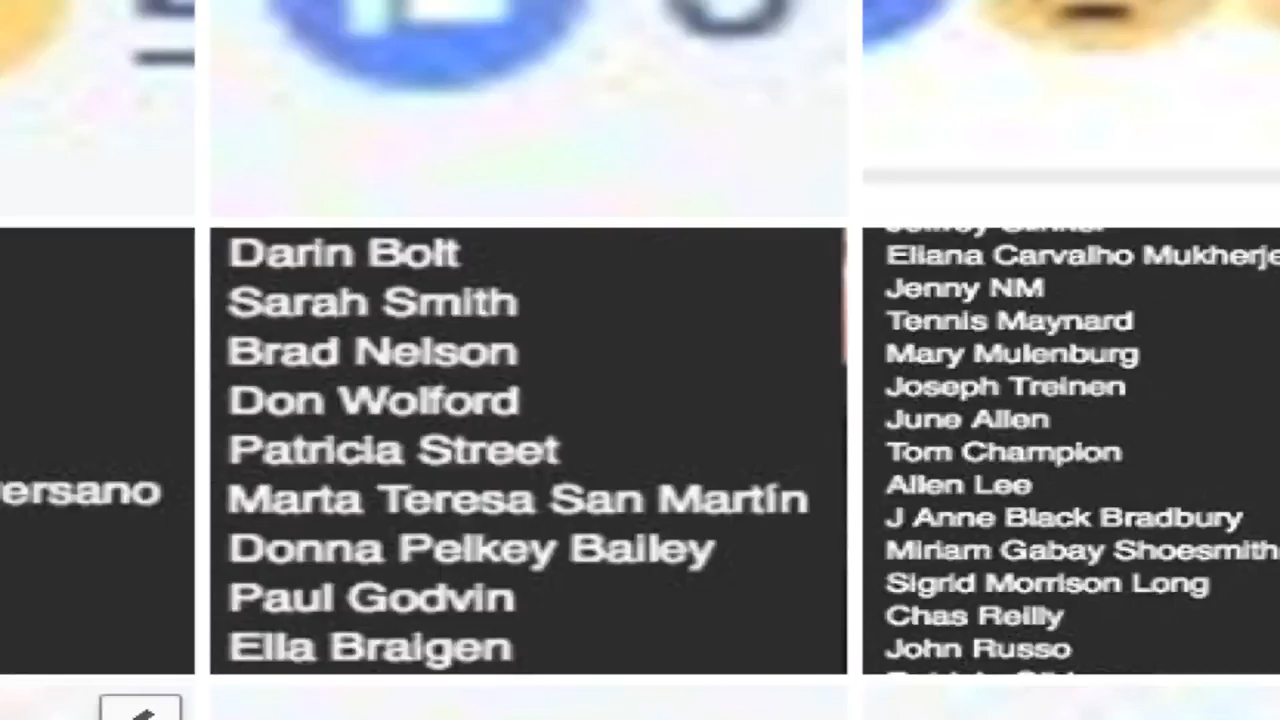 Darin Bolt
Sarah Smith
Brad Nelson
Don Wolford
Patricia Street
Marta Teresa San Martín
Donna Pelkey Bailey
Paul Godvin
Ella Braigen
Eliana Carvalho
Jenny NM
Tennis Maynard
Mary Mulenburg
Joseph Treinen
June Allen
Tom Champion
Allen Lee
J Anne Black Bradbury
Miriam Gabay Shoesmith
Sigrid Morrison Long
Chas Reilly
John Russo